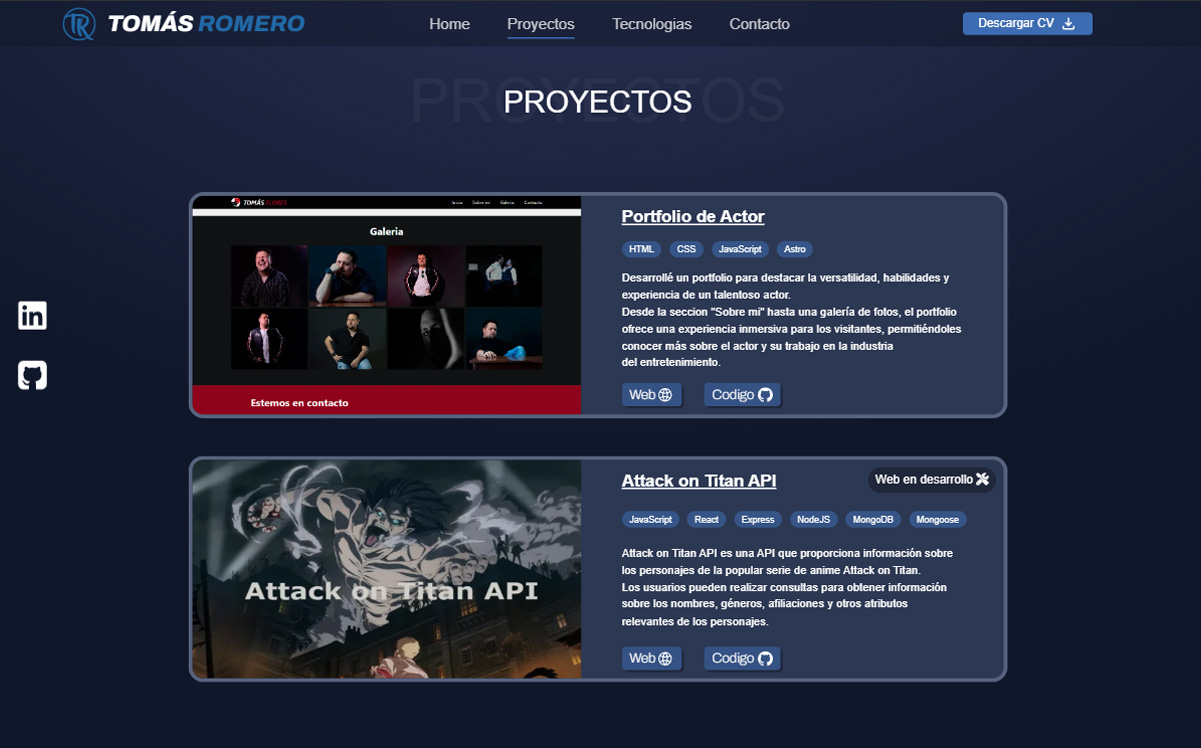 TR TOMÁS ROMERO
Home
Proyectos
Tecnologias
Contacto
Descargar CV
PROYECTOS
PROYECTOS
TOMÁS FLORES
Inicio
Sobre mi
Galeria
Contacto
Galeria
Estemos en contacto
Portfolio de Actor
HTML
CSS
JavaScript
Astro
Desarrollé un portfolio para destacar la versatilidad, habilidades y
experiencia de un talentoso actor.
Desde la seccion "Sobre mi" hasta una galería de fotos, el portfolio
ofrece una experiencia inmersiva para los visitantes, permitiéndoles
conocer más sobre el actor y su trabajo en la industria
del entretenimiento.
Web
Codigo
in
Attack on Titan API
Attack on Titan API
Web en desarrollo
JavaScript
React
Express
NodeJS
MongoDB
Mongoose
Attack on Titan API es una API que proporciona información sobre
los personajes de la popular serie de anime Attack on Titan.
Los usuarios pueden realizar consultas para obtener información
sobre los nombres, géneros, afiliaciones y otros atributos
relevantes de los personajes.
Web
Codigo